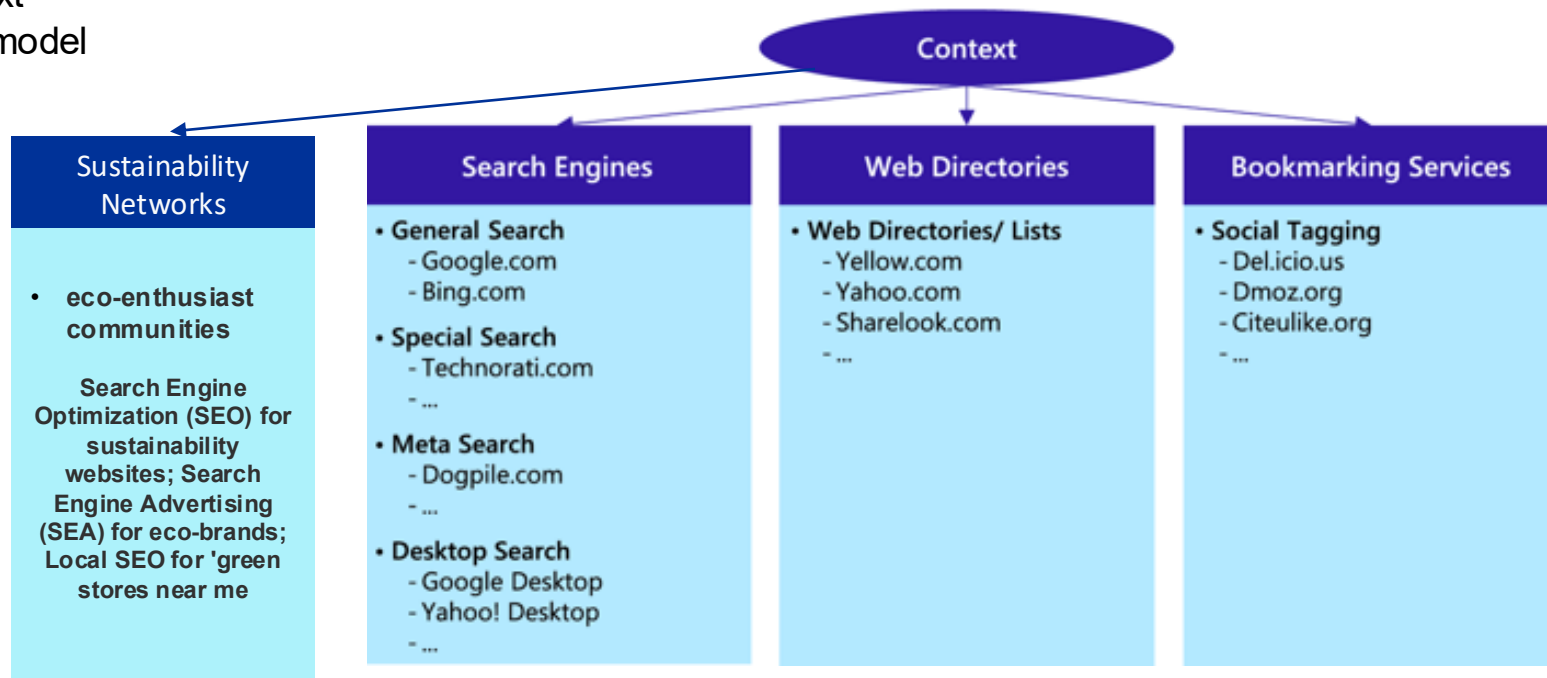 model
Context
Sustainability
Networks
• eco-enthusiast
communities
Search Engine
Optimization (SEO) for
sustainability
websites; Search
Engine Advertising
(SEA) for eco-brands;
Local SEO for 'green
stores near me
Search Engines
• General Search
- Google.com
- Bing.com
• Special Search
- Technorati.com
- ...
• Meta Search
- Dogpile.com
- ...
• Desktop Search
- Google Desktop
- Yahoo! Desktop
- ...
Web Directories
• Web Directories/ Lists
- Yellow.com
- Yahoo.com
- Sharelook.com
- ...
Bookmarking Services
• Social Tagging
- Del.icio.us
- Dmoz.org
- Citeulike.org
- ...